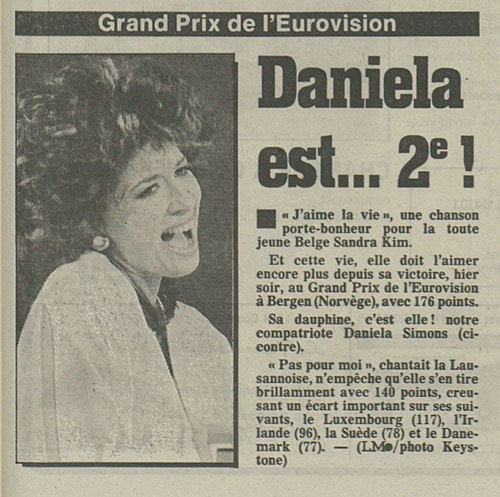 Grand Prix de l'Eurovision
Daniela
est... 2e !
« J'aime la vie », une chanson
porte-bonheur pour la toute
jeune Belge Sandra Kim.
Et cette vie, elle doit l'aimer
encore plus depuis sa victoire, hier
soir, au Grand Prix de l'Eurovision
à Bergen (Norvège), avec 176 points.
Sa dauphine, c'est elle ! notre
compatriote Daniela Simons (ci-
contre).
« Pas pour moi », chantait la Lau-
sannoise, n'empêche qu'elle s'en tire
brillamment avec 140 points, creu-
sant un écart important sur ses sui-
vants, le Luxembourg (117), l'Ir-
lande (96), la Suède (78) et le Dane-
mark (77). — (LM/photo Keys-
tone)